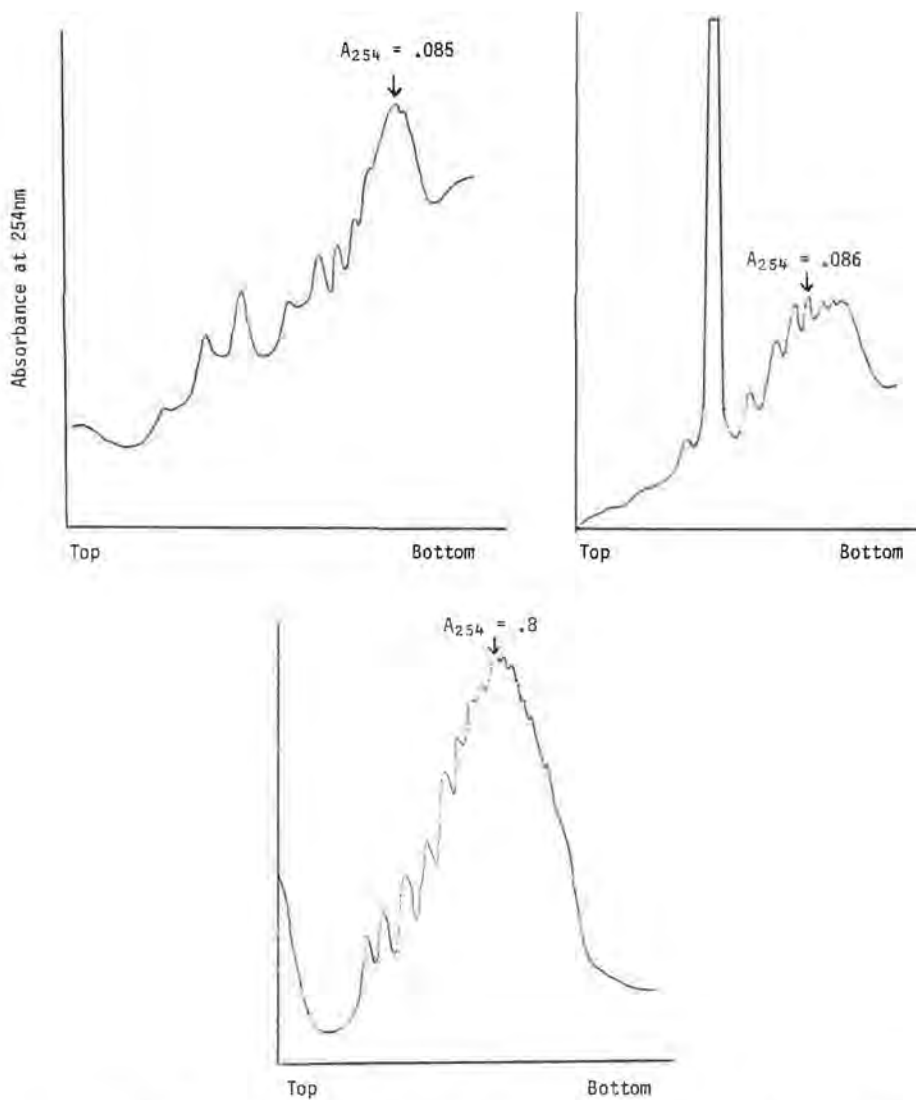 A254 = .085
Absorbance at 254nm
Top Bottom
A254 = .086
Top Bottom
A254 = .8
Top Bottom